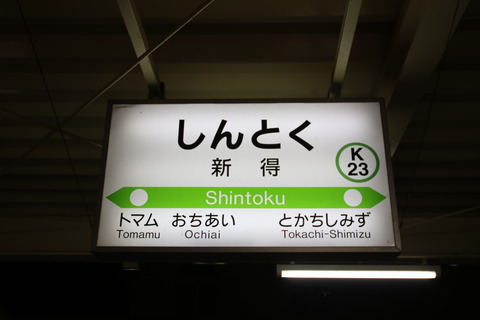 しんとく
新得
K
23
Shintoku
トマム おちあい とかちしみず
Tomamu Ochiai Tokachi-Shimizu